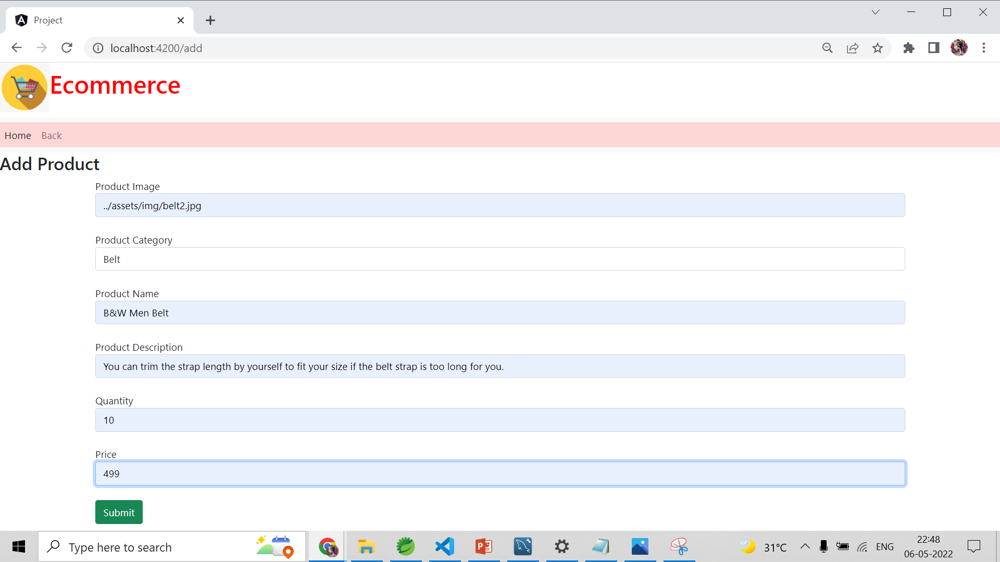 Project
localhost:4200/add
Ecommerce
Home Back
Add Product
Product Image
../assets/img/belt2.jpg
Product Category
Belt
Product Name
B&W Men Belt
Product Description
You can trim the strap length by yourself to fit your size if the belt strap is too long for you.
Quantity
10
Price
499
Submit
Type here to search
31°C
ENG
22:48
06-05-2022